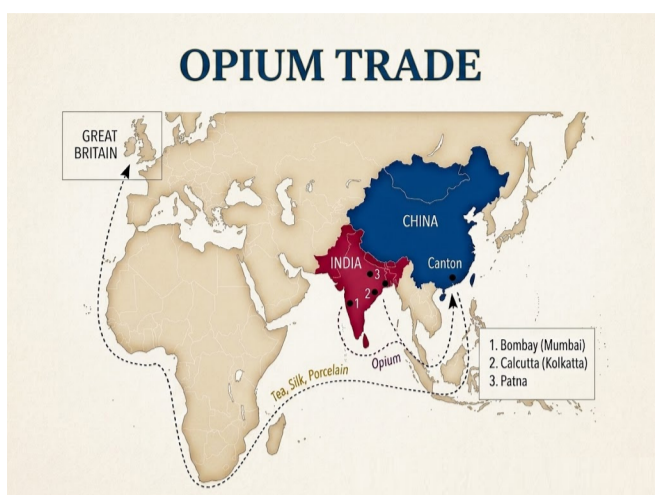 OPIUM TRADE
GREAT
BRITAIN
CHINA
INDIA
Canton
3
2
1
Opium
Tea, Silk, Porcelain
1. Bombay (Mumbai)
2. Calcutta (Kolkatta)
3. Patna